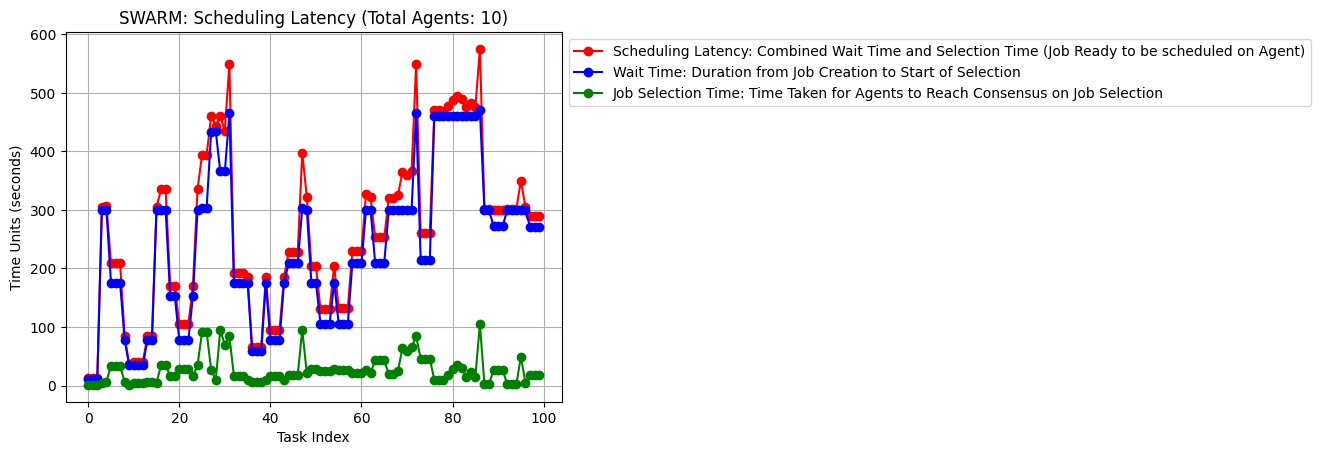 SWARM: Scheduling Latency (Total Agents: 10)
Scheduling Latency: Combined Wait Time and Selection Time (Job Ready to be scheduled on Agent)
Wait Time: Duration from Job Creation to Start of Selection
Job Selection Time: Time Taken for Agents to Reach Consensus on Job Selection
Time Units (seconds)
600
500
400
300
200
100
0
0 20 40 60 80 100
Task Index